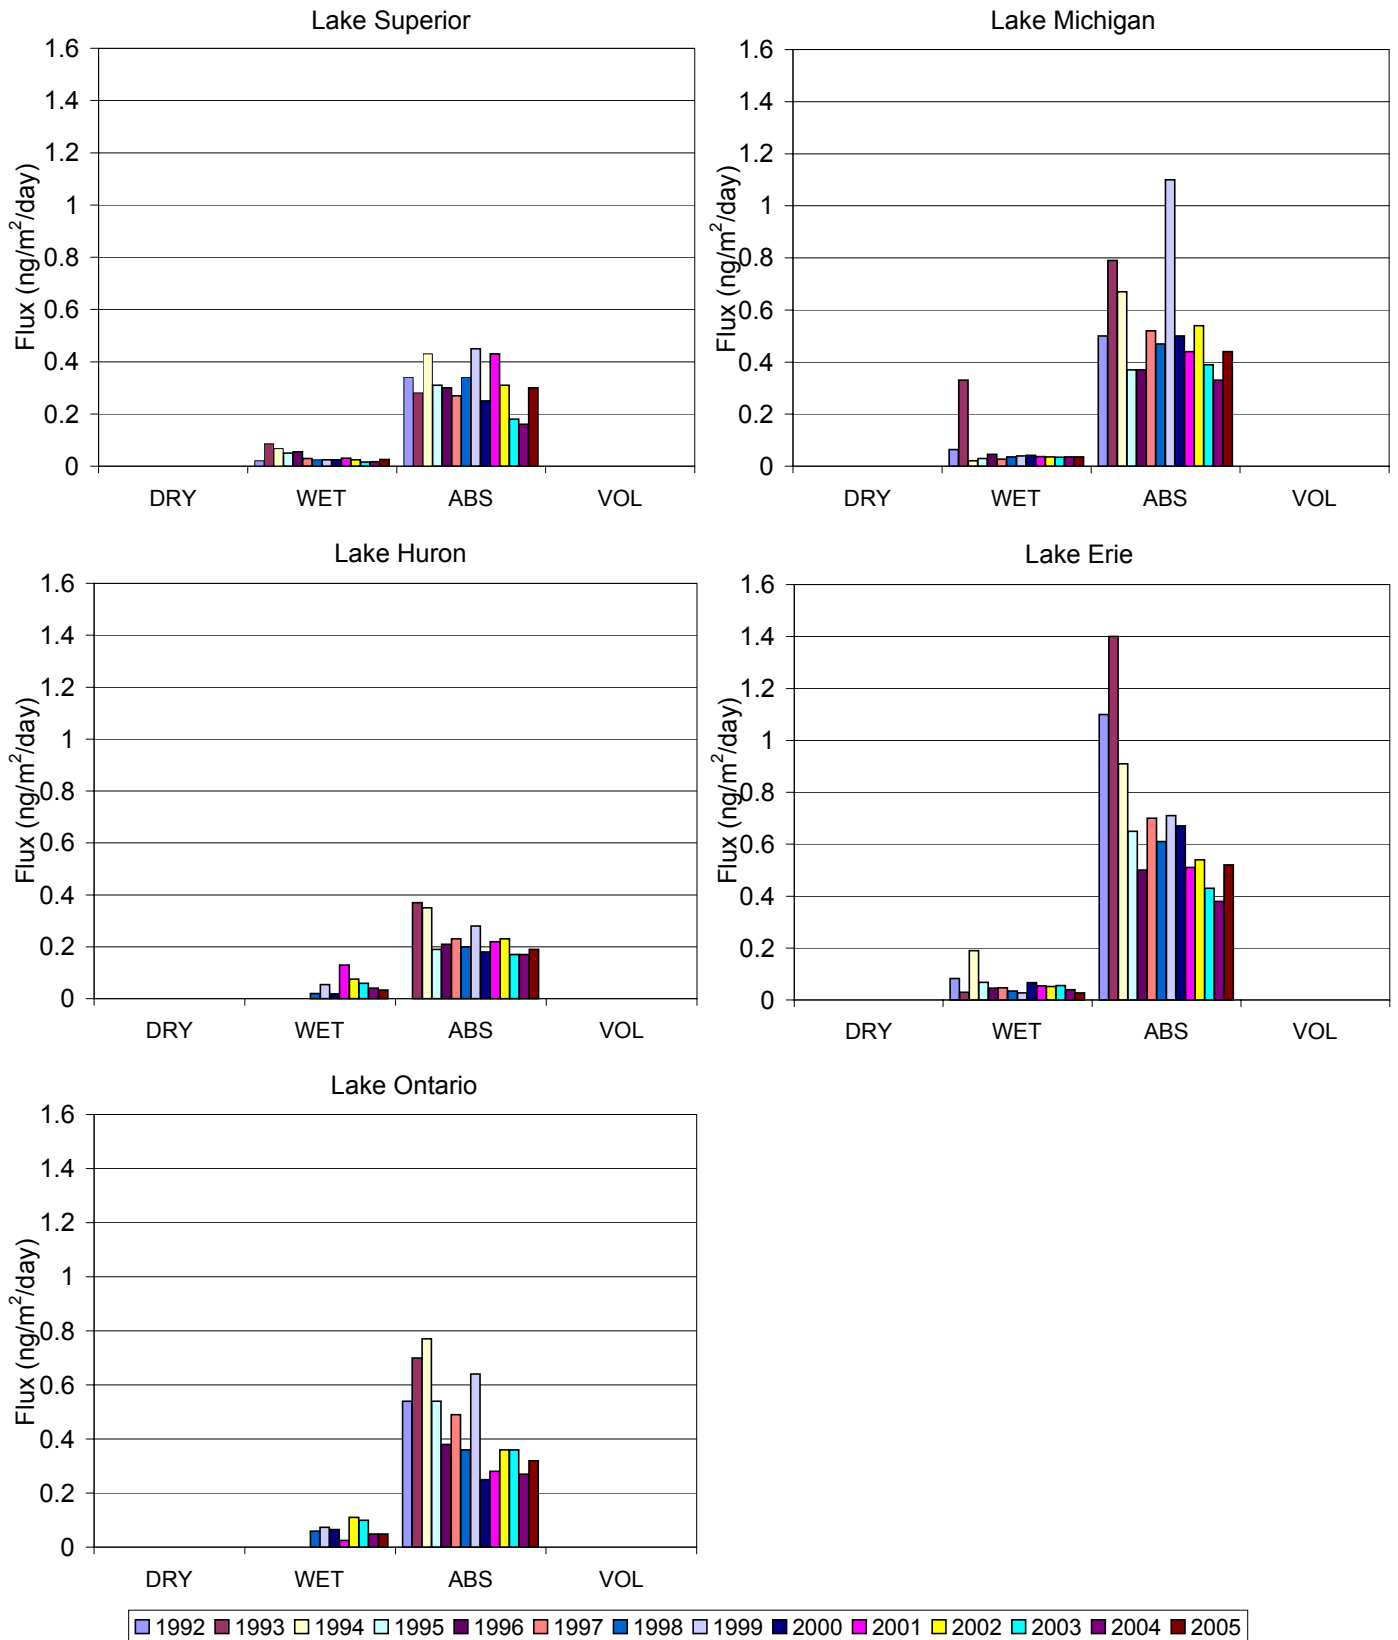 Lake Superior
1.6
1.4
1.2
1
0.8
0.6
0.4
0.2
0
Flux (ng/m²/day)
DRY WET ABS VOL
Lake Michigan
1.6
1.4
1.2
1
0.8
0.6
0.4
0.2
0
Flux (ng/m²/day)
DRY WET ABS VOL
Lake Huron
1.6
1.4
1.2
1
0.8
0.6
0.4
0.2
0
Flux (ng/m²/day)
DRY WET ABS VOL
Lake Erie
1.6
1.4
1.2
1
0.8
0.6
0.4
0.2
0
Flux (ng/m²/day)
DRY WET ABS VOL
Lake Ontario
1.6
1.4
1.2
1
0.8
0.6
0.4
0.2
0
Flux (ng/m²/day)
DRY WET ABS VOL
1992 1993 1994 1995 1996 1997 1998 1999 2000 2001 2002 2003 2004 2005